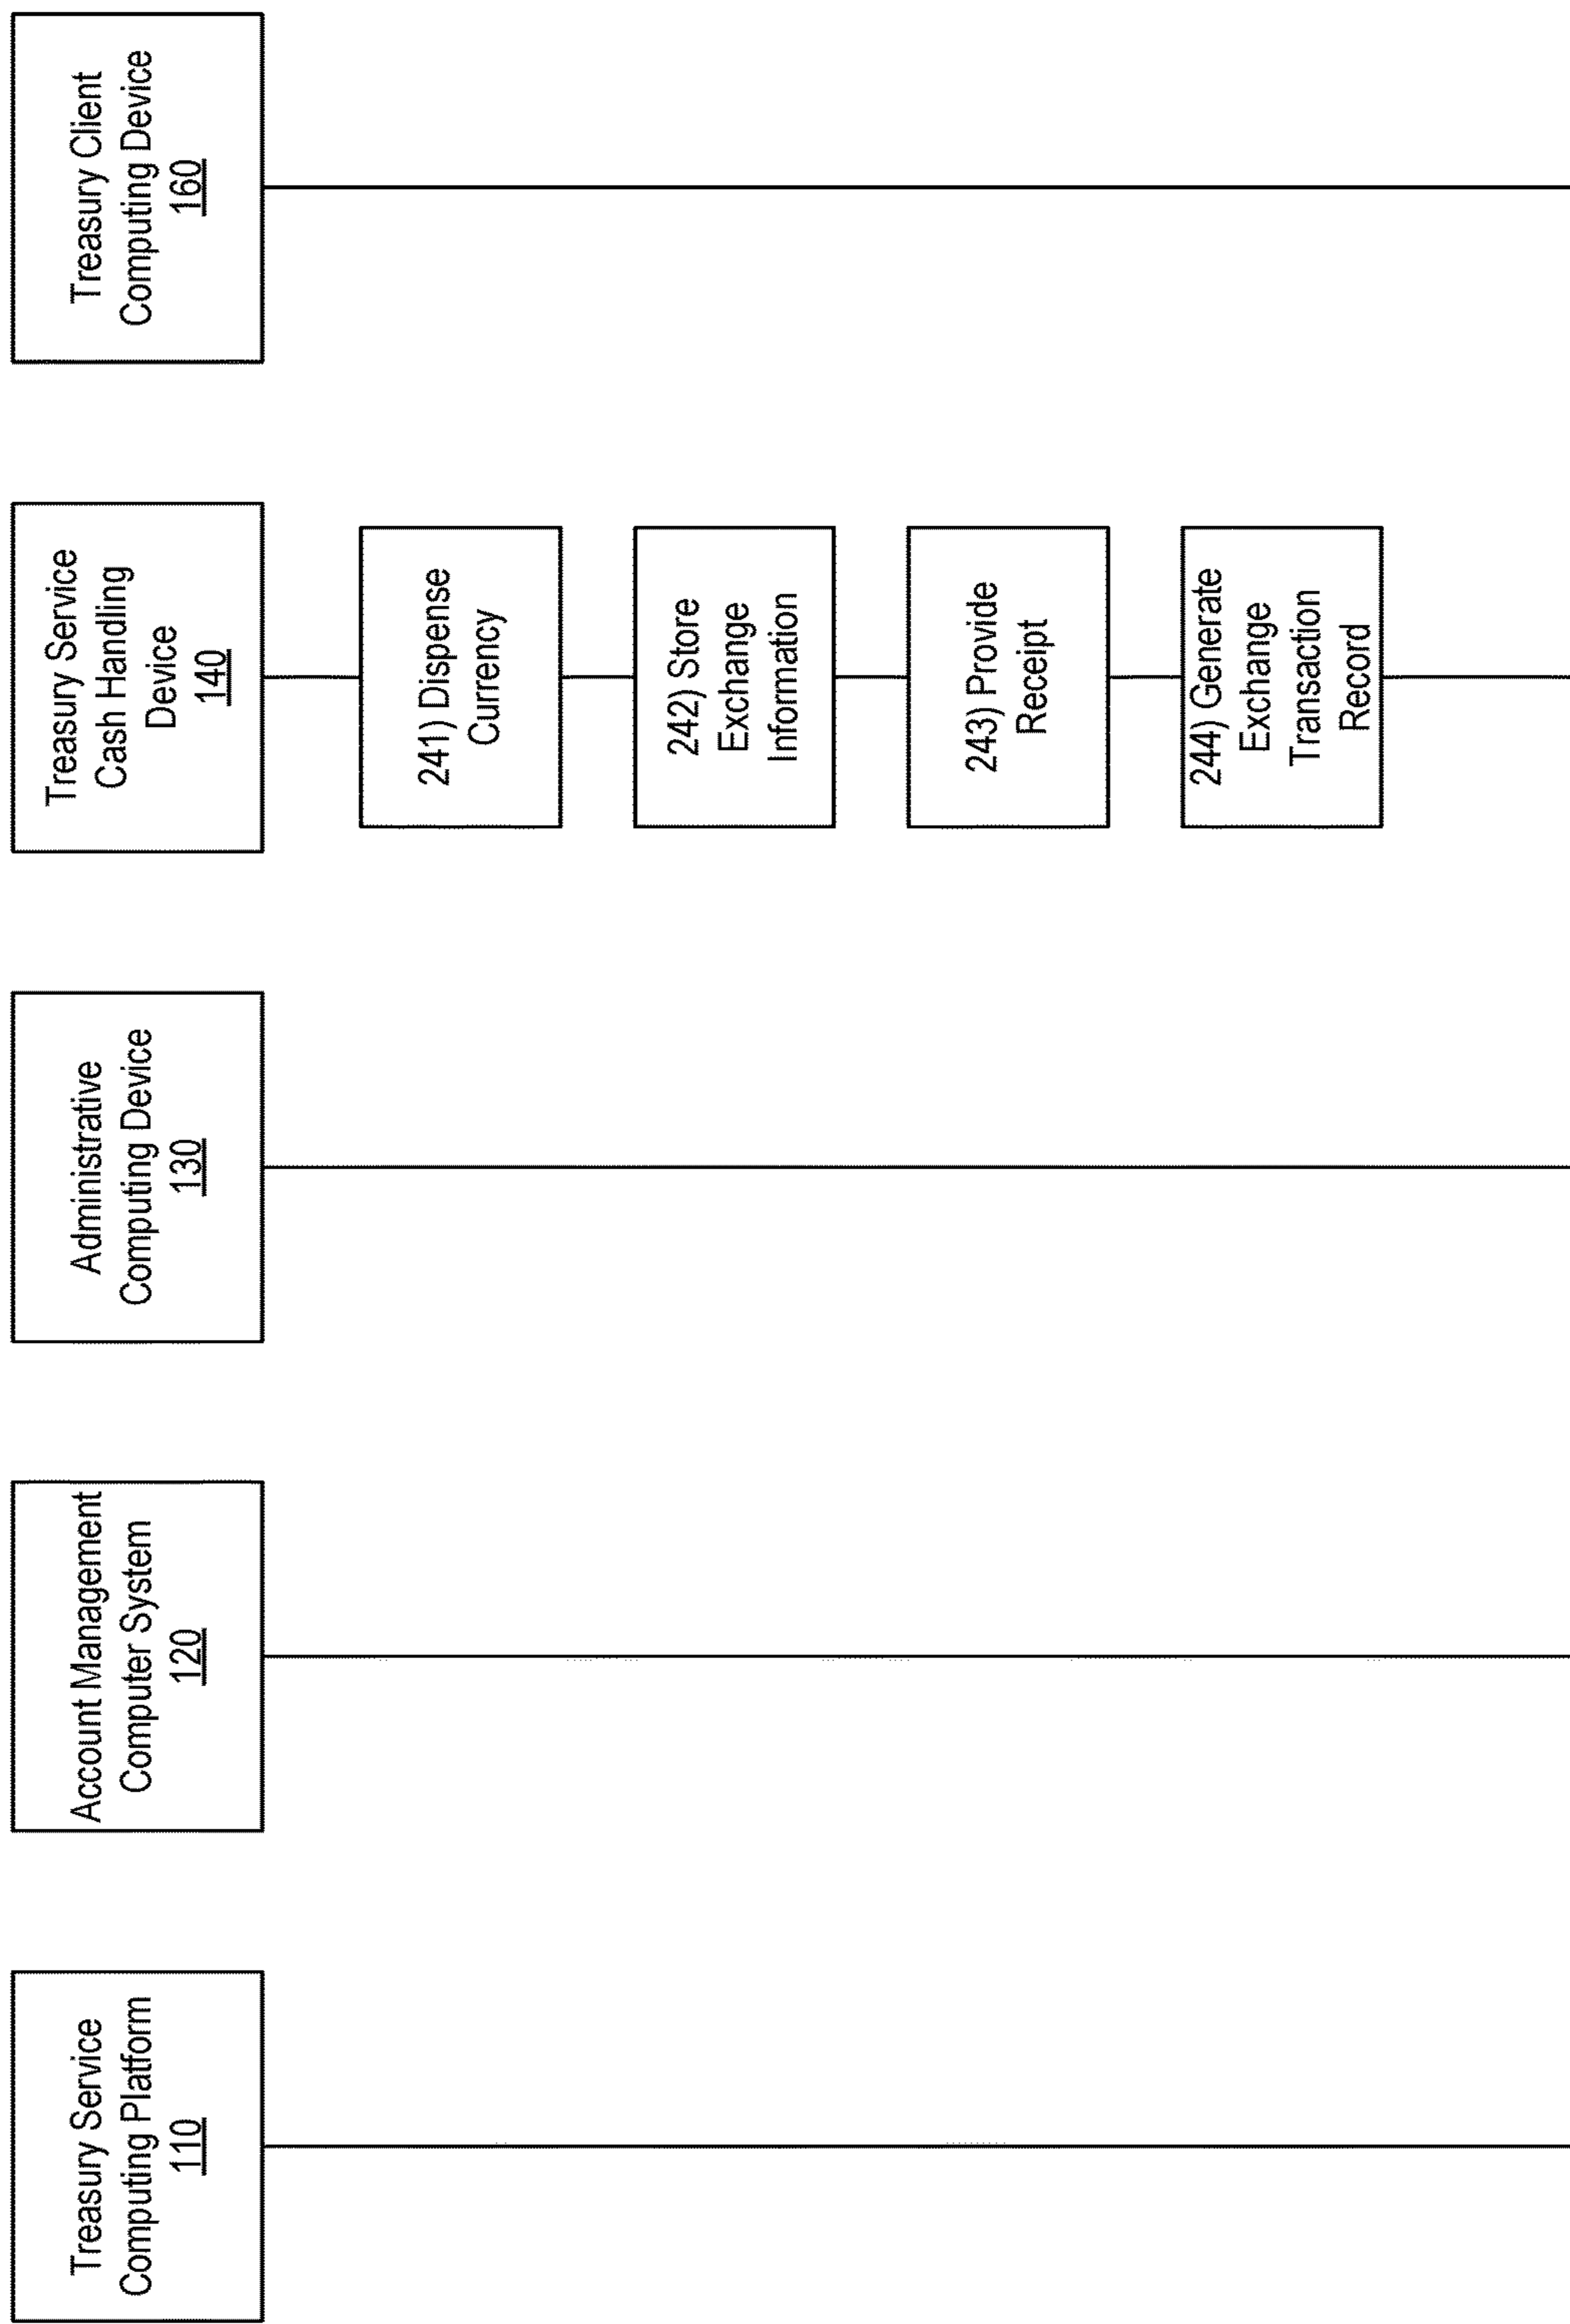 Treasury Service
Computing Platform
110
Account Management
Computer System
120
Administrative
Computing Device
130
Treasury Service
Cash Handling
Device
140
Treasury Client
Computing Device
160
241) Dispense
Currency
242) Store
Exchange
Information
243) Provide
Receipt
244) Generate
Exchange
Transaction
Record